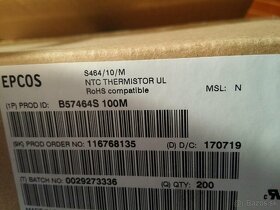 EPCOS
S464/10/M
NTC THERMISTOR UL
RoHS compatible
MSL: N
(1P) PROD ID: B57464S 100M
(9K) PROD ORDER NO: 116768135
(D) D/C: 170719
(T) BATCH NO: 0029273336
(Q) QTY: 200